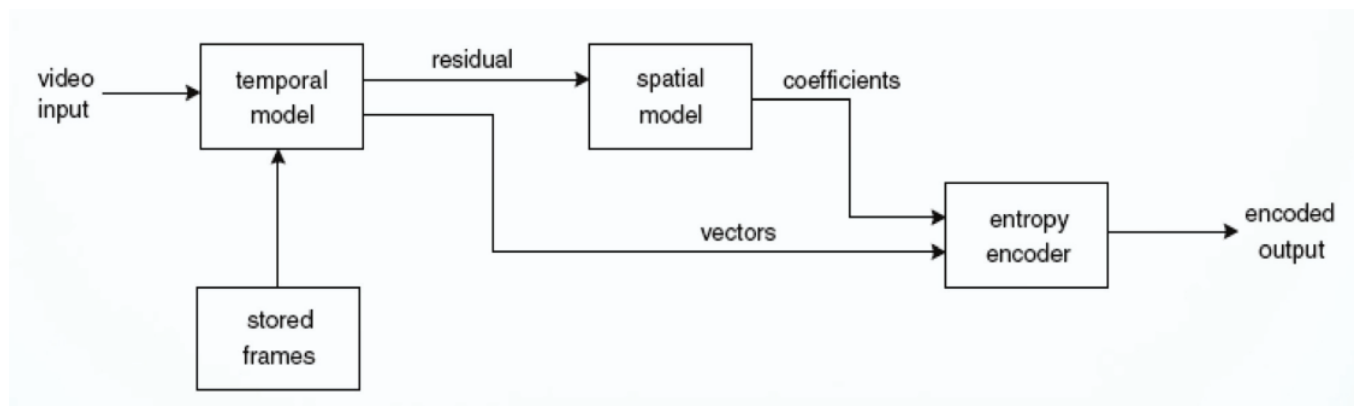 video
input
temporal
model
residual
spatial
model
coefficients
vectors
entropy
encoder
encoded
output
stored
frames